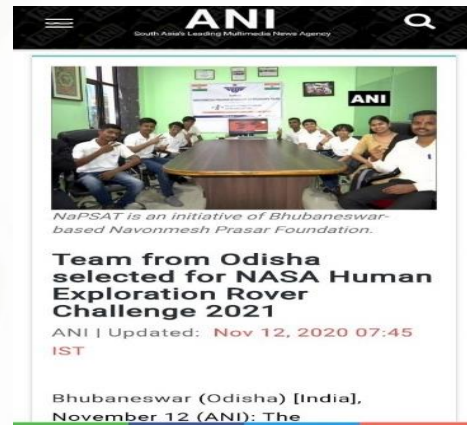 ANI
South Asia's Leading Multimedia News Agency
ANI
NaPSAT is an initiative of Bhubaneswar-
based Navonmesh Prasar Foundation.
Team from Odisha
selected for NASA Human
Exploration Rover
Challenge 2021
ANI | Updated: Nov 12, 2020 07:45
IST
Bhubaneswar (Odisha) [India],
November 12 (ANI): The